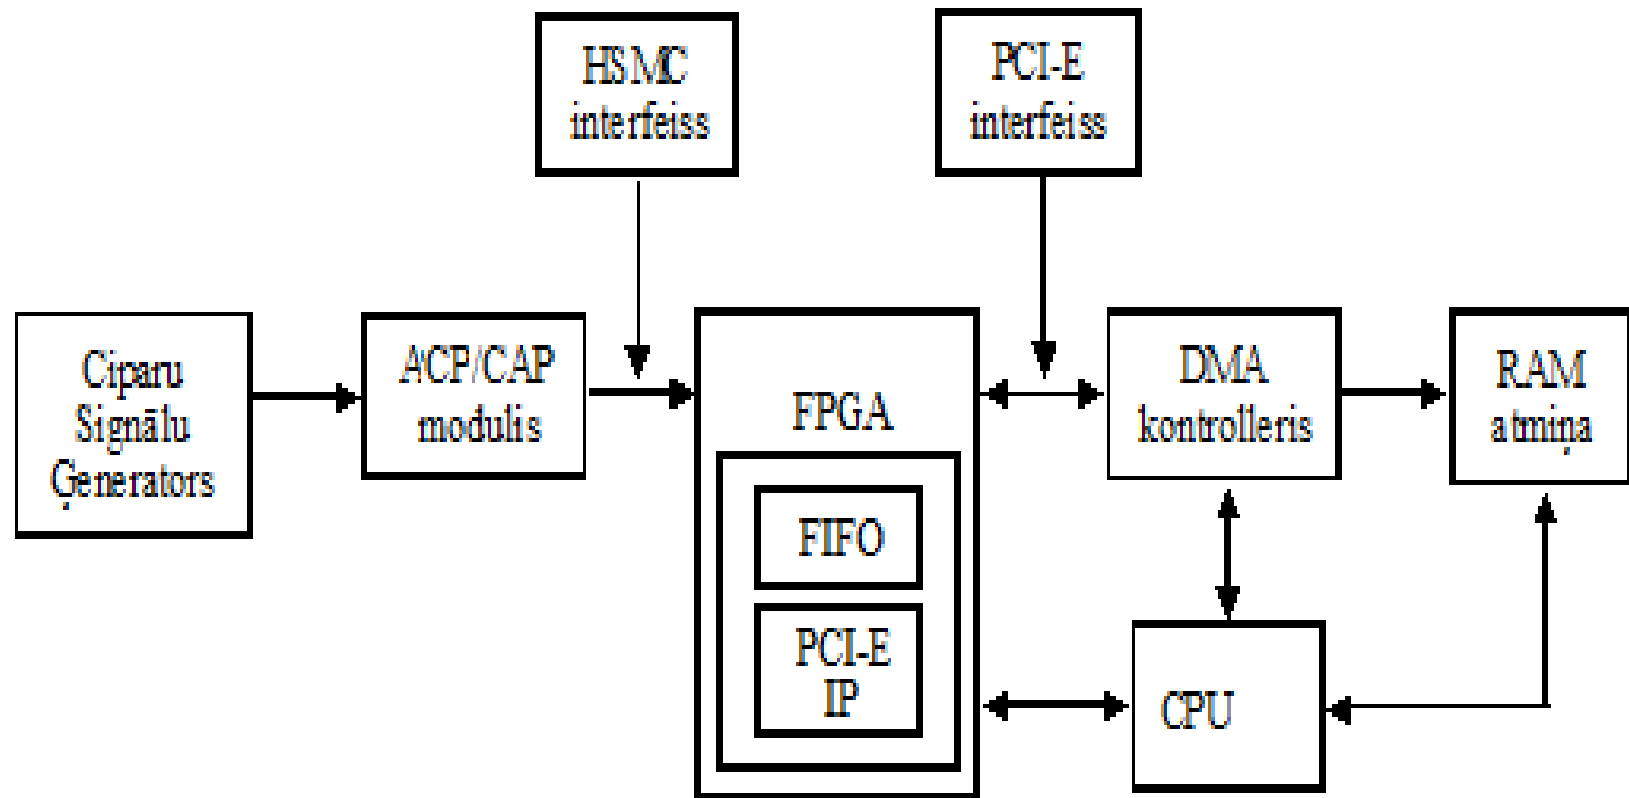 HSMC
interfeiss
PCI-E
interfeiss
Ciparu
Signālu
Ģenerators
ACP/CAP
modulis
FPGA
FIFO
PCI-E
IP
DMA
kontrolleris
RAM
atmiņa
CPU